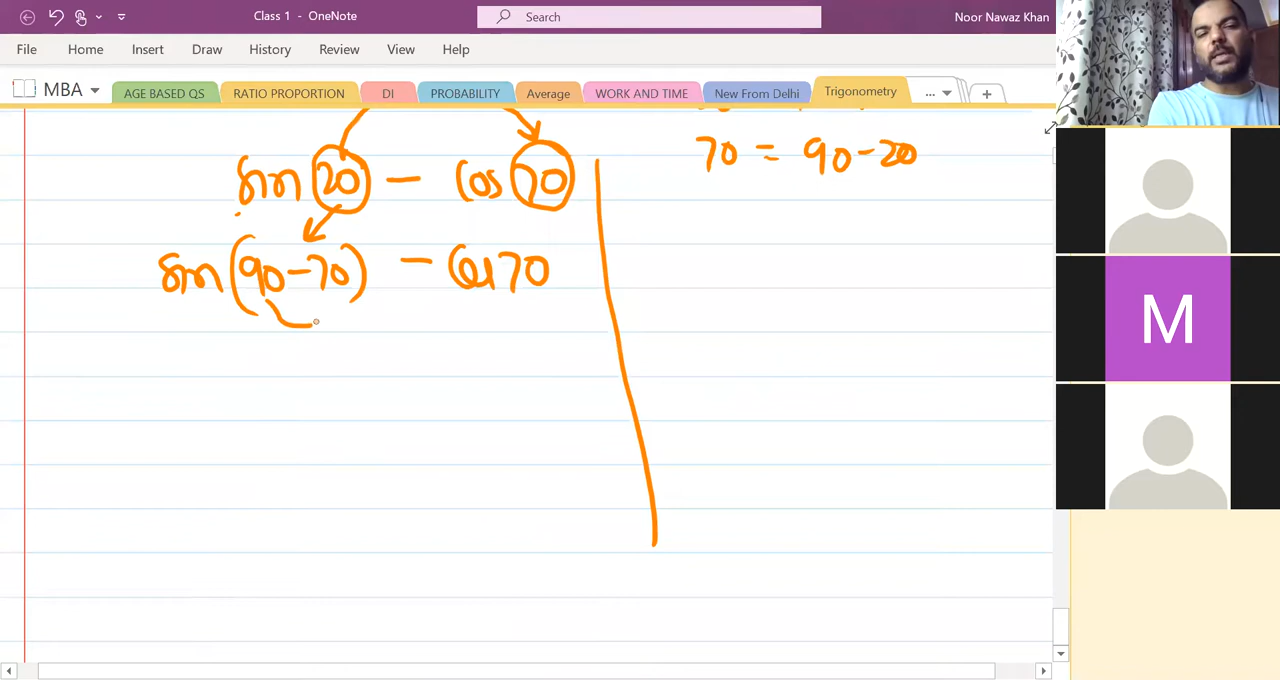 Class 1 - OneNote
Search
Noor Nawaz Khan
File Home Insert Draw History Review View Help
MBA
AGE BASED QS RATIO PROPORTION DI PROBABILITY Average WORK AND TIME New From Delhi Trigonometry ...
70 = 90-20
sin 20 - Cos 70
sin (90-70) - Cos 70
M